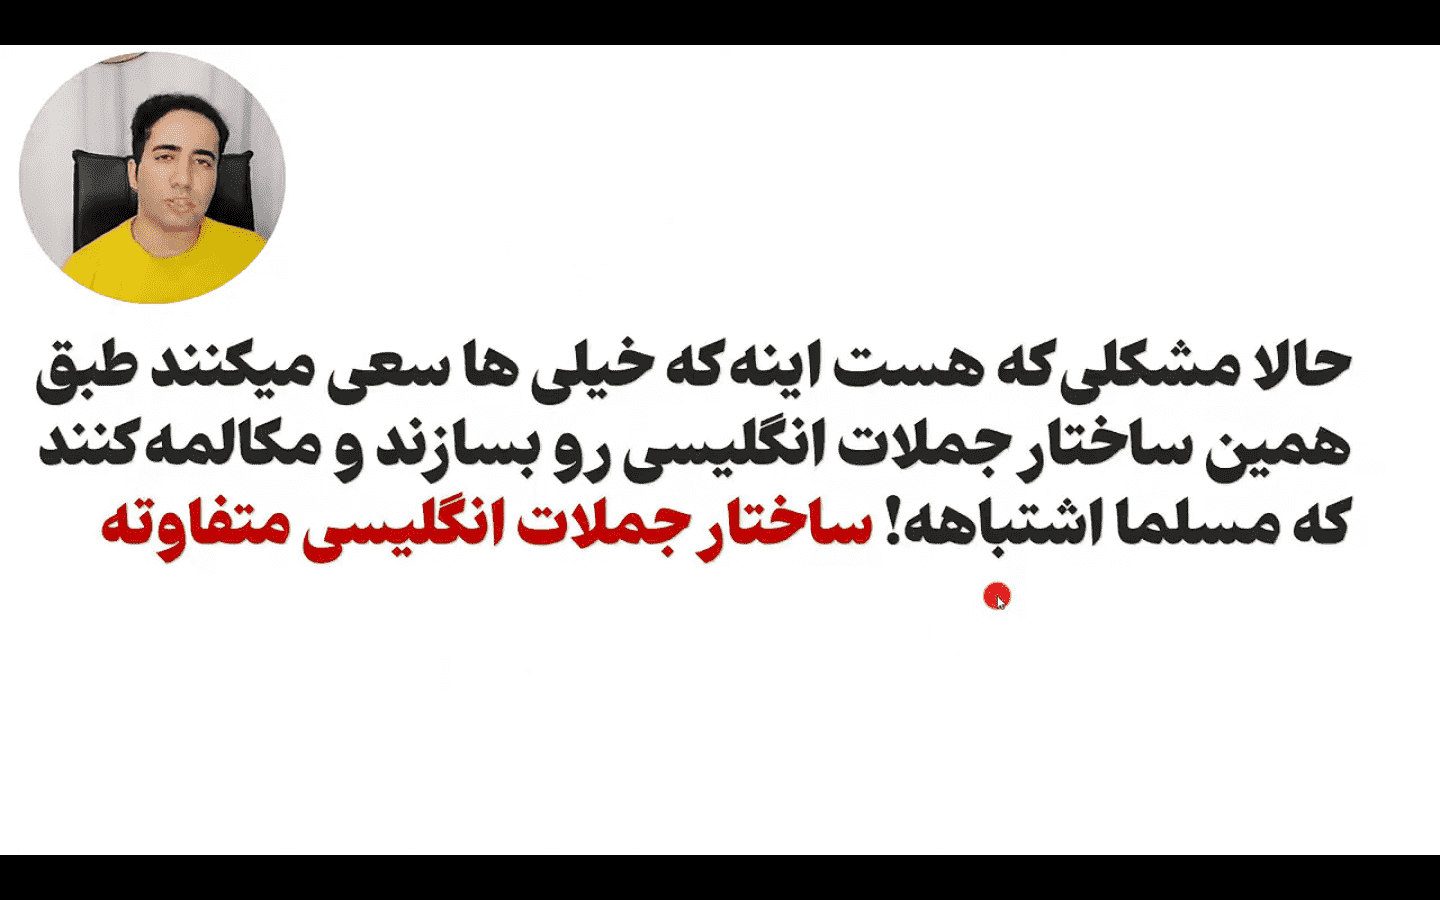 حالا مشکلی که هست اینه که خیلی ها سعی میکنند طبق
همین ساختار جملات انگلیسی رو بسازند و مکالمه کنند
که مسلما اشتباهه! ساختار جملات انگلیسی متفاوته